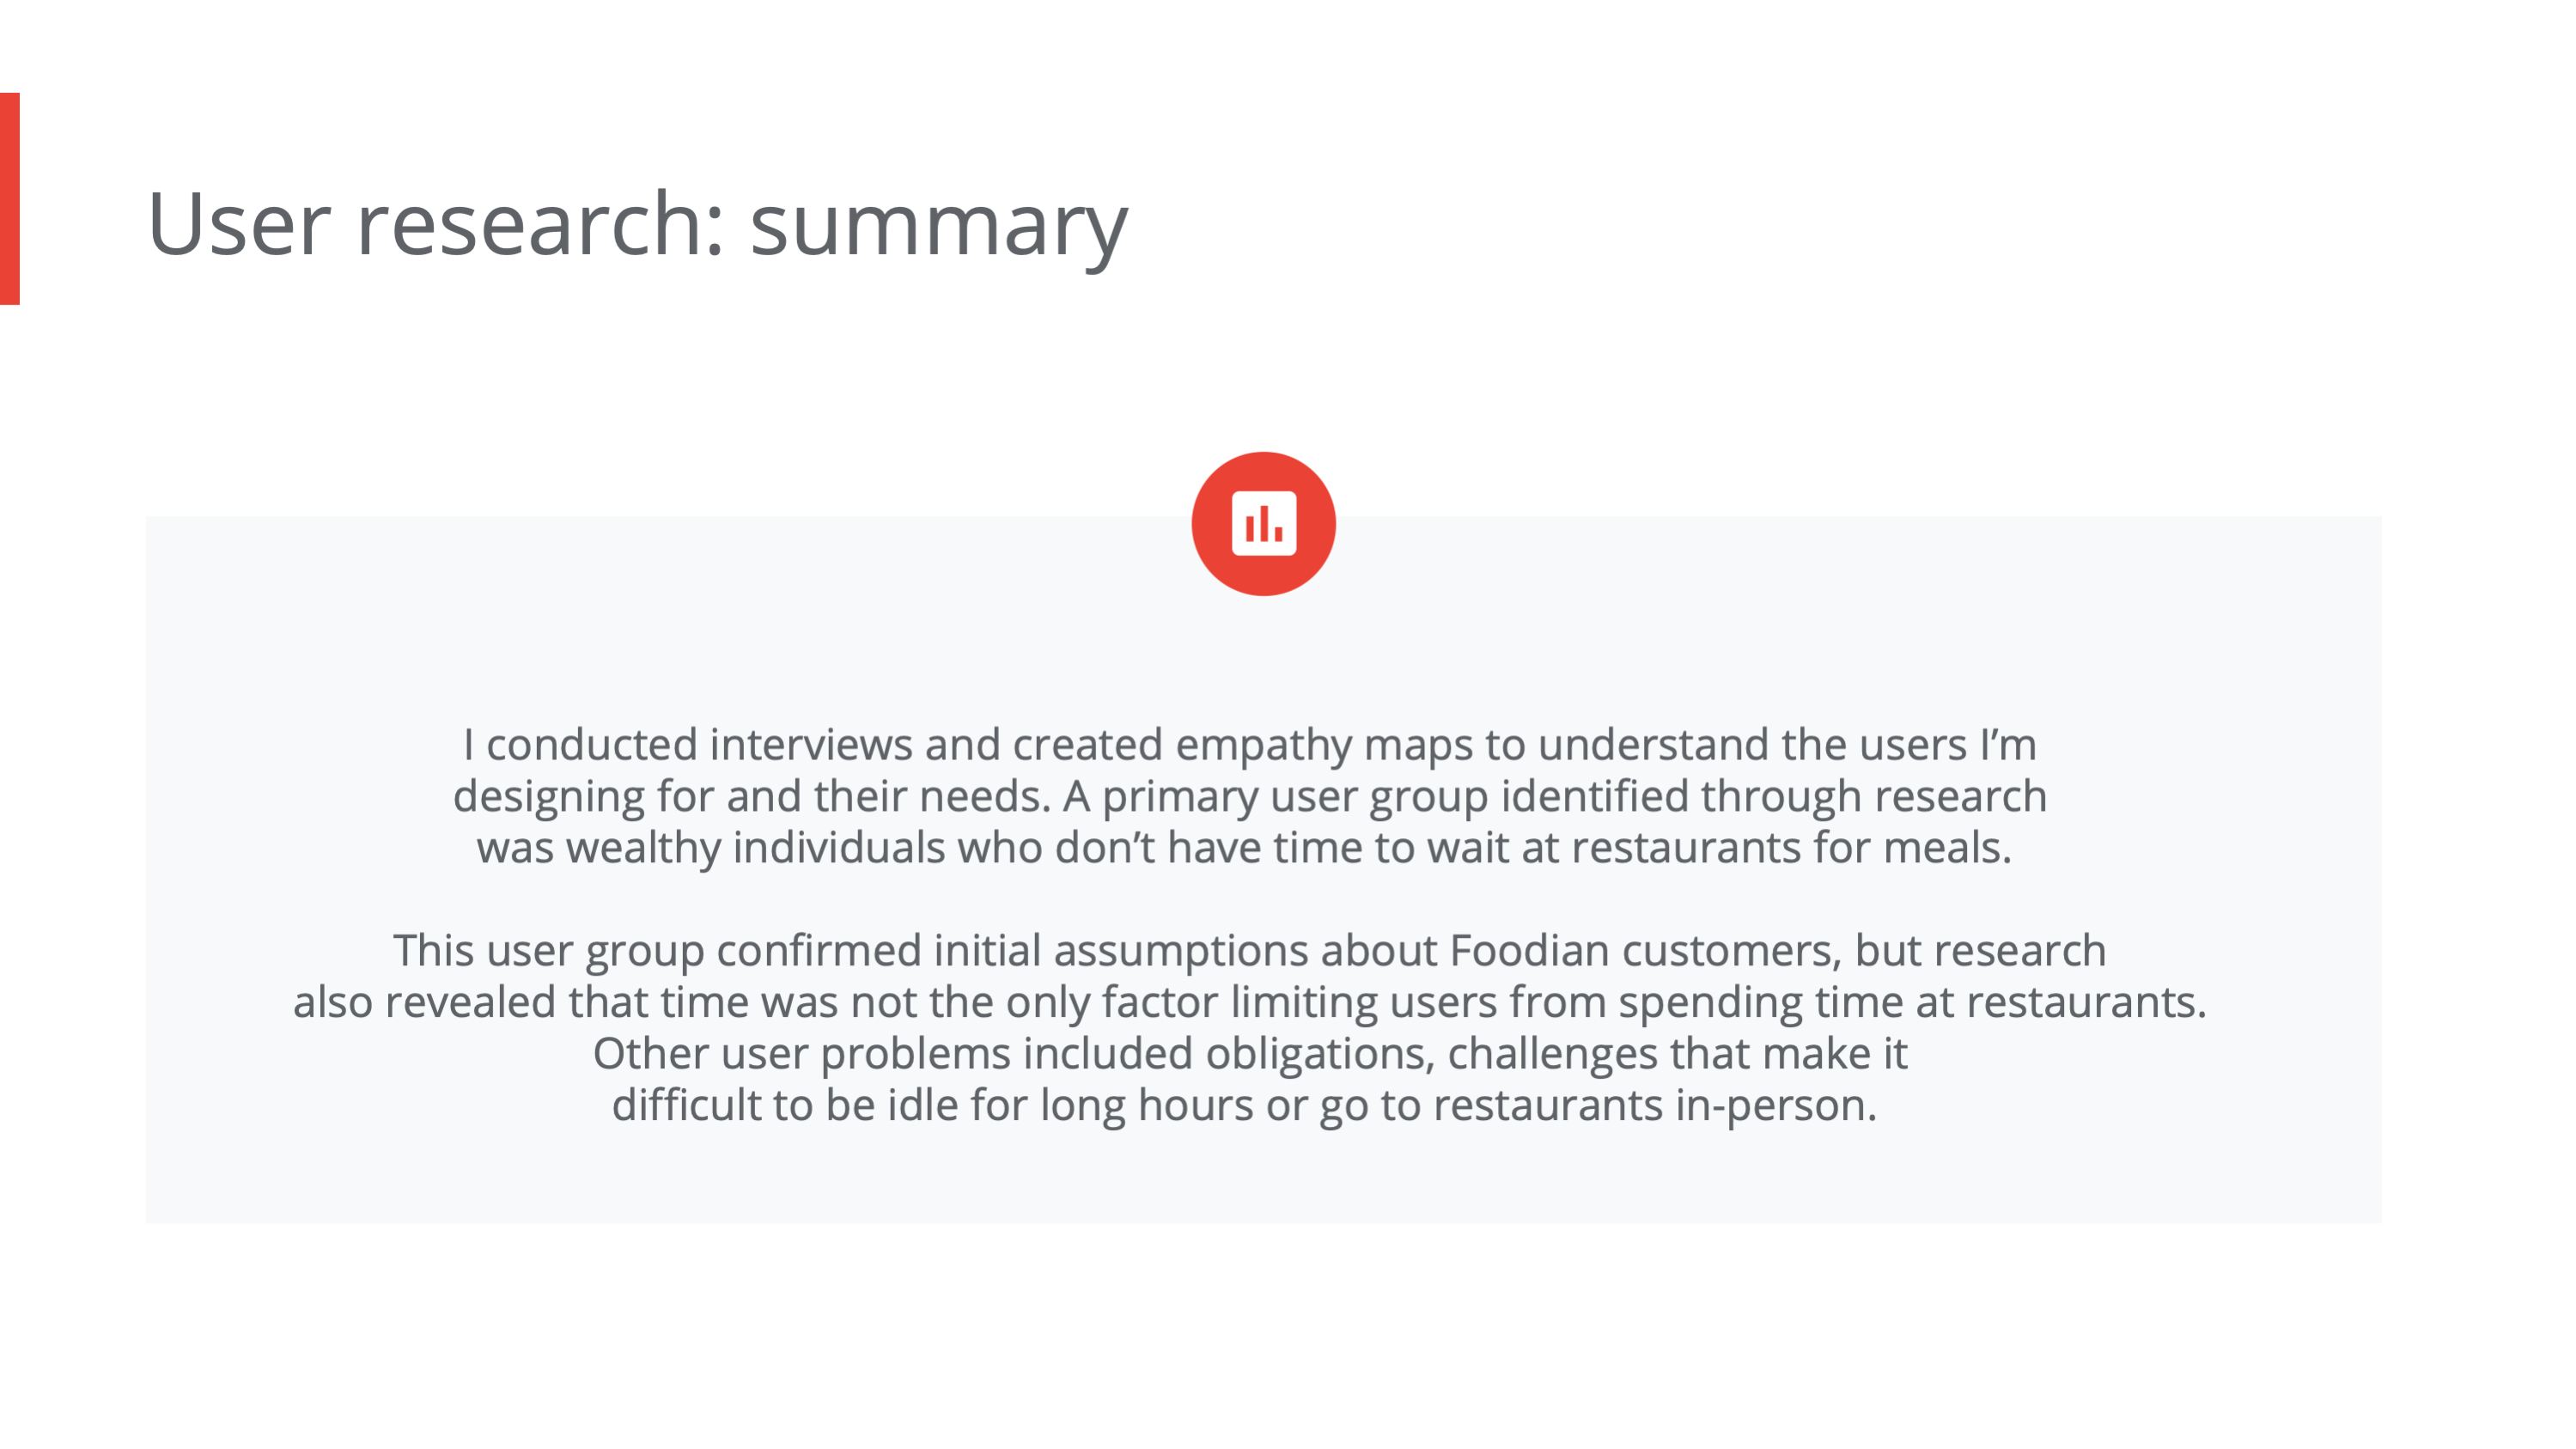 User research: summary
I conducted interviews and created empathy maps to understand the users I’m
designing for and their needs. A primary user group identified through research
was wealthy individuals who don’t have time to wait at restaurants for meals.
This user group confirmed initial assumptions about Foodian customers, but research
also revealed that time was not the only factor limiting users from spending time at restaurants.
Other user problems included obligations, challenges that make it
difficult to be idle for long hours or go to restaurants in-person.